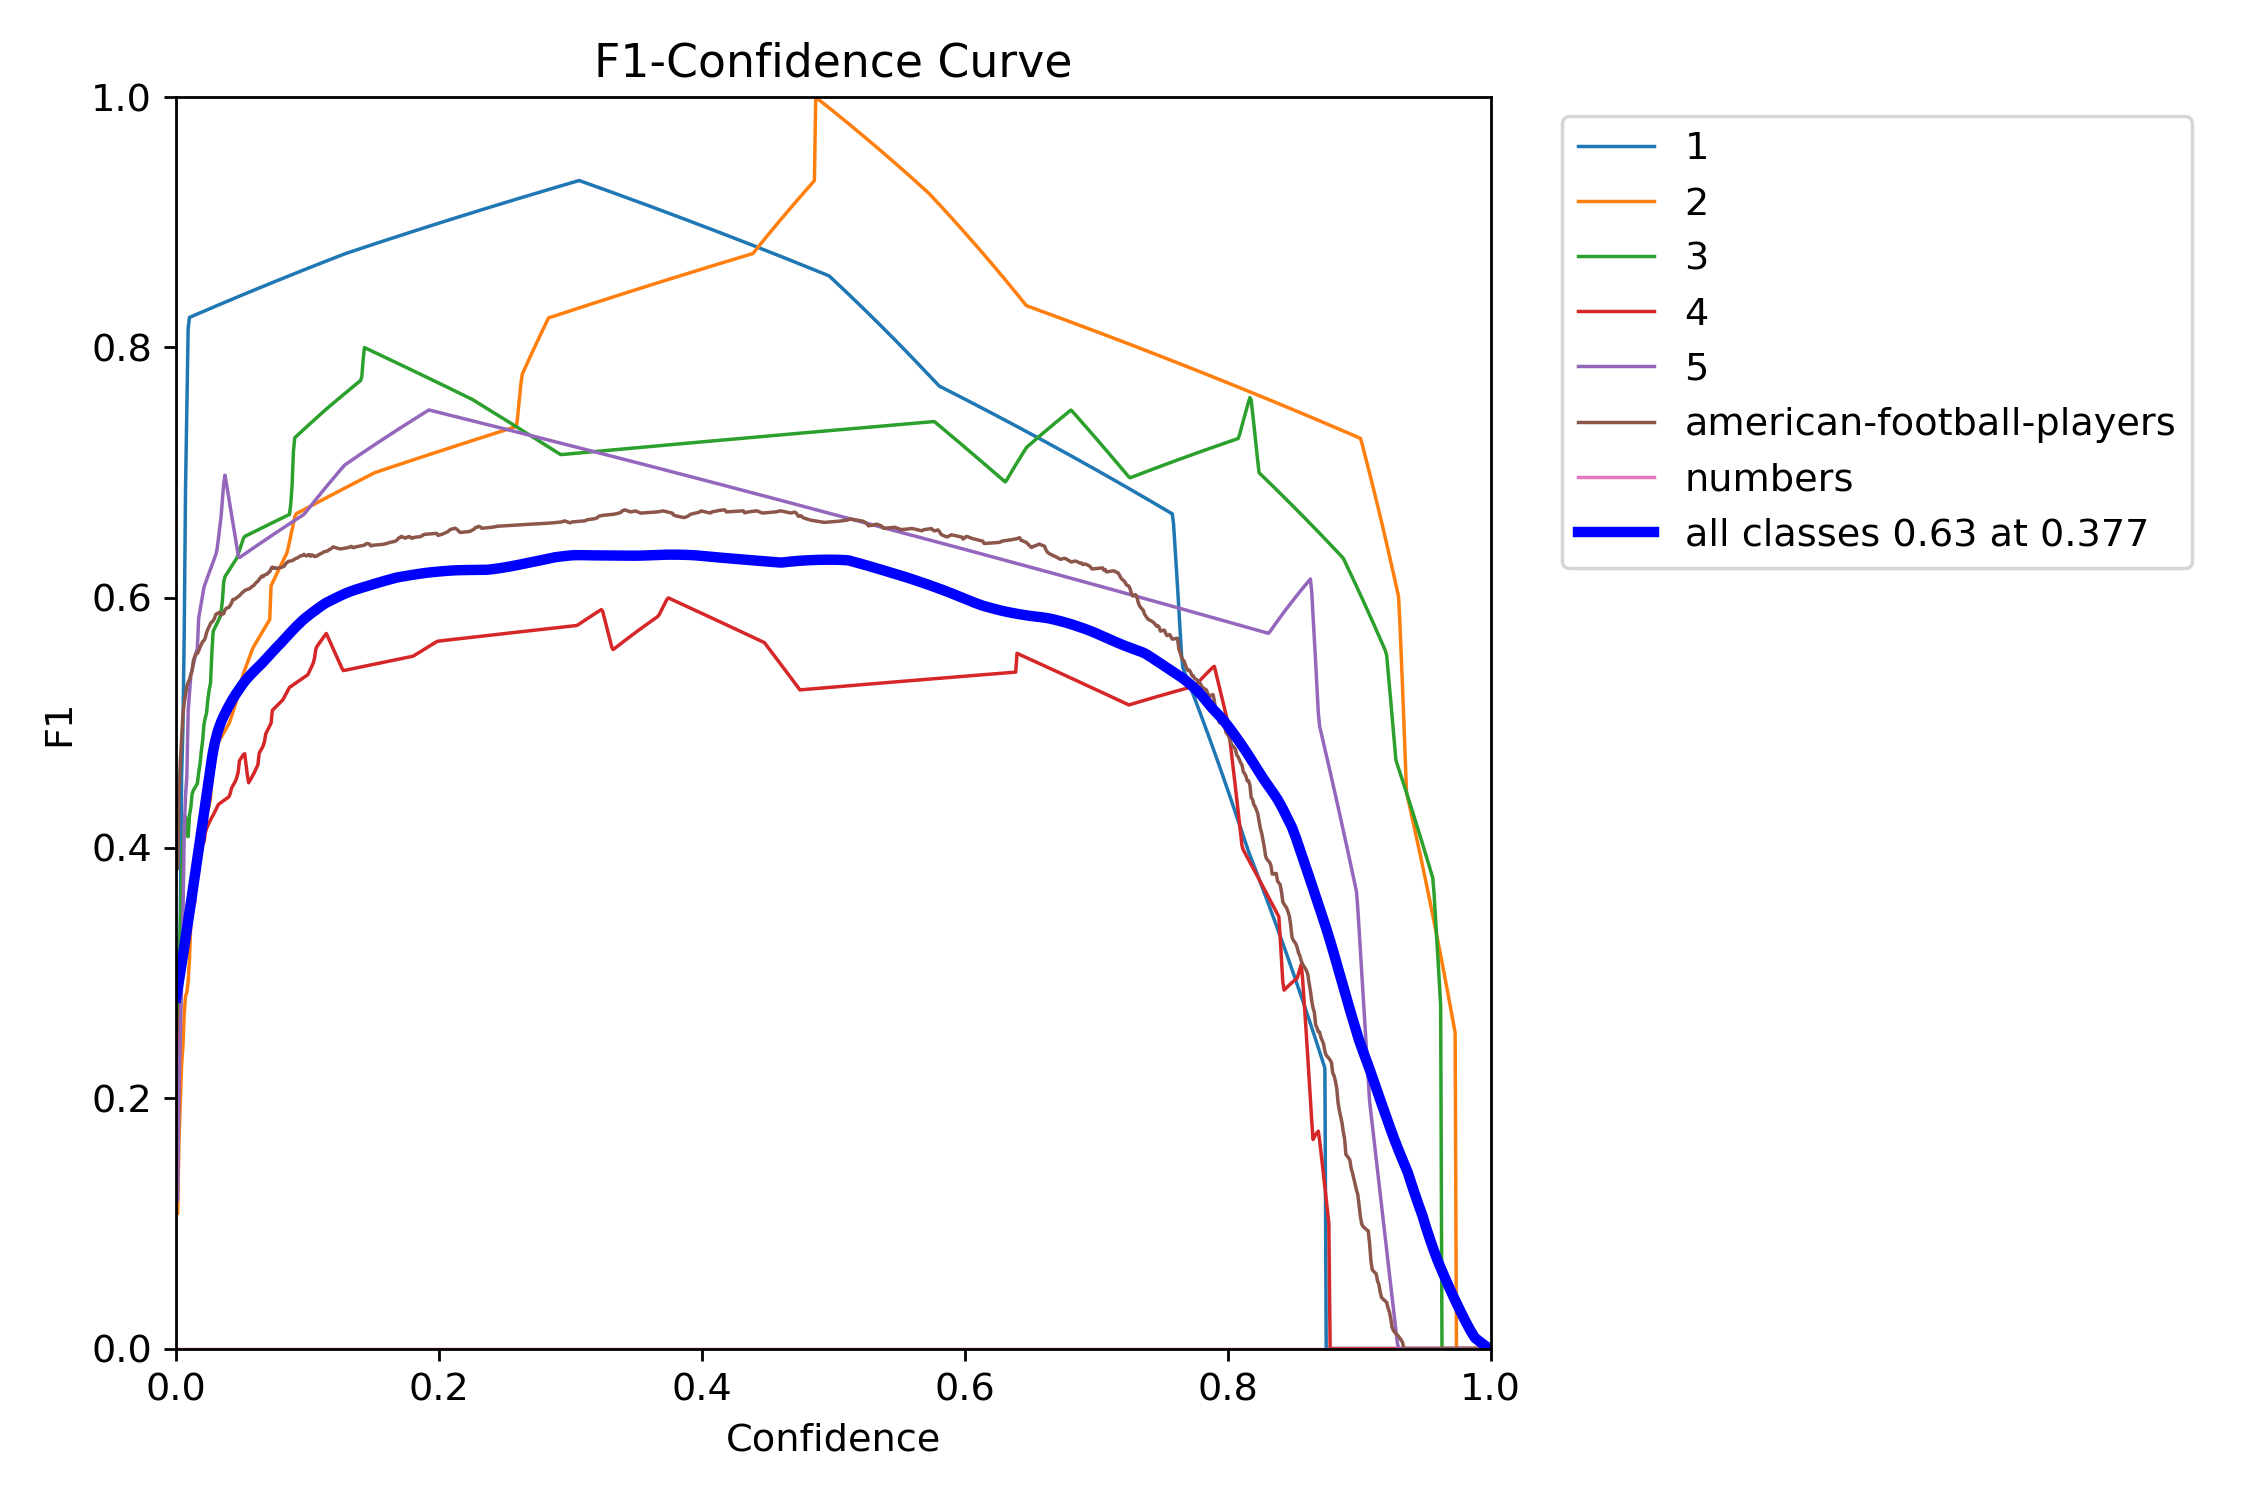 F1-Confidence Curve
1.0
0.8
0.6
0.4
0.2
0.0
F1
0.0 0.2 0.4 0.6 0.8 1.0
Confidence
1
2
3
4
5
american-football-players
numbers
all classes 0.63 at 0.377